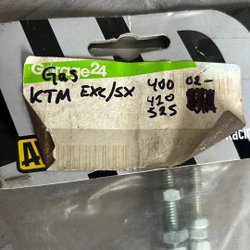 Garage24
Gas 400 02-
KTM EXC/SX 420
525
A